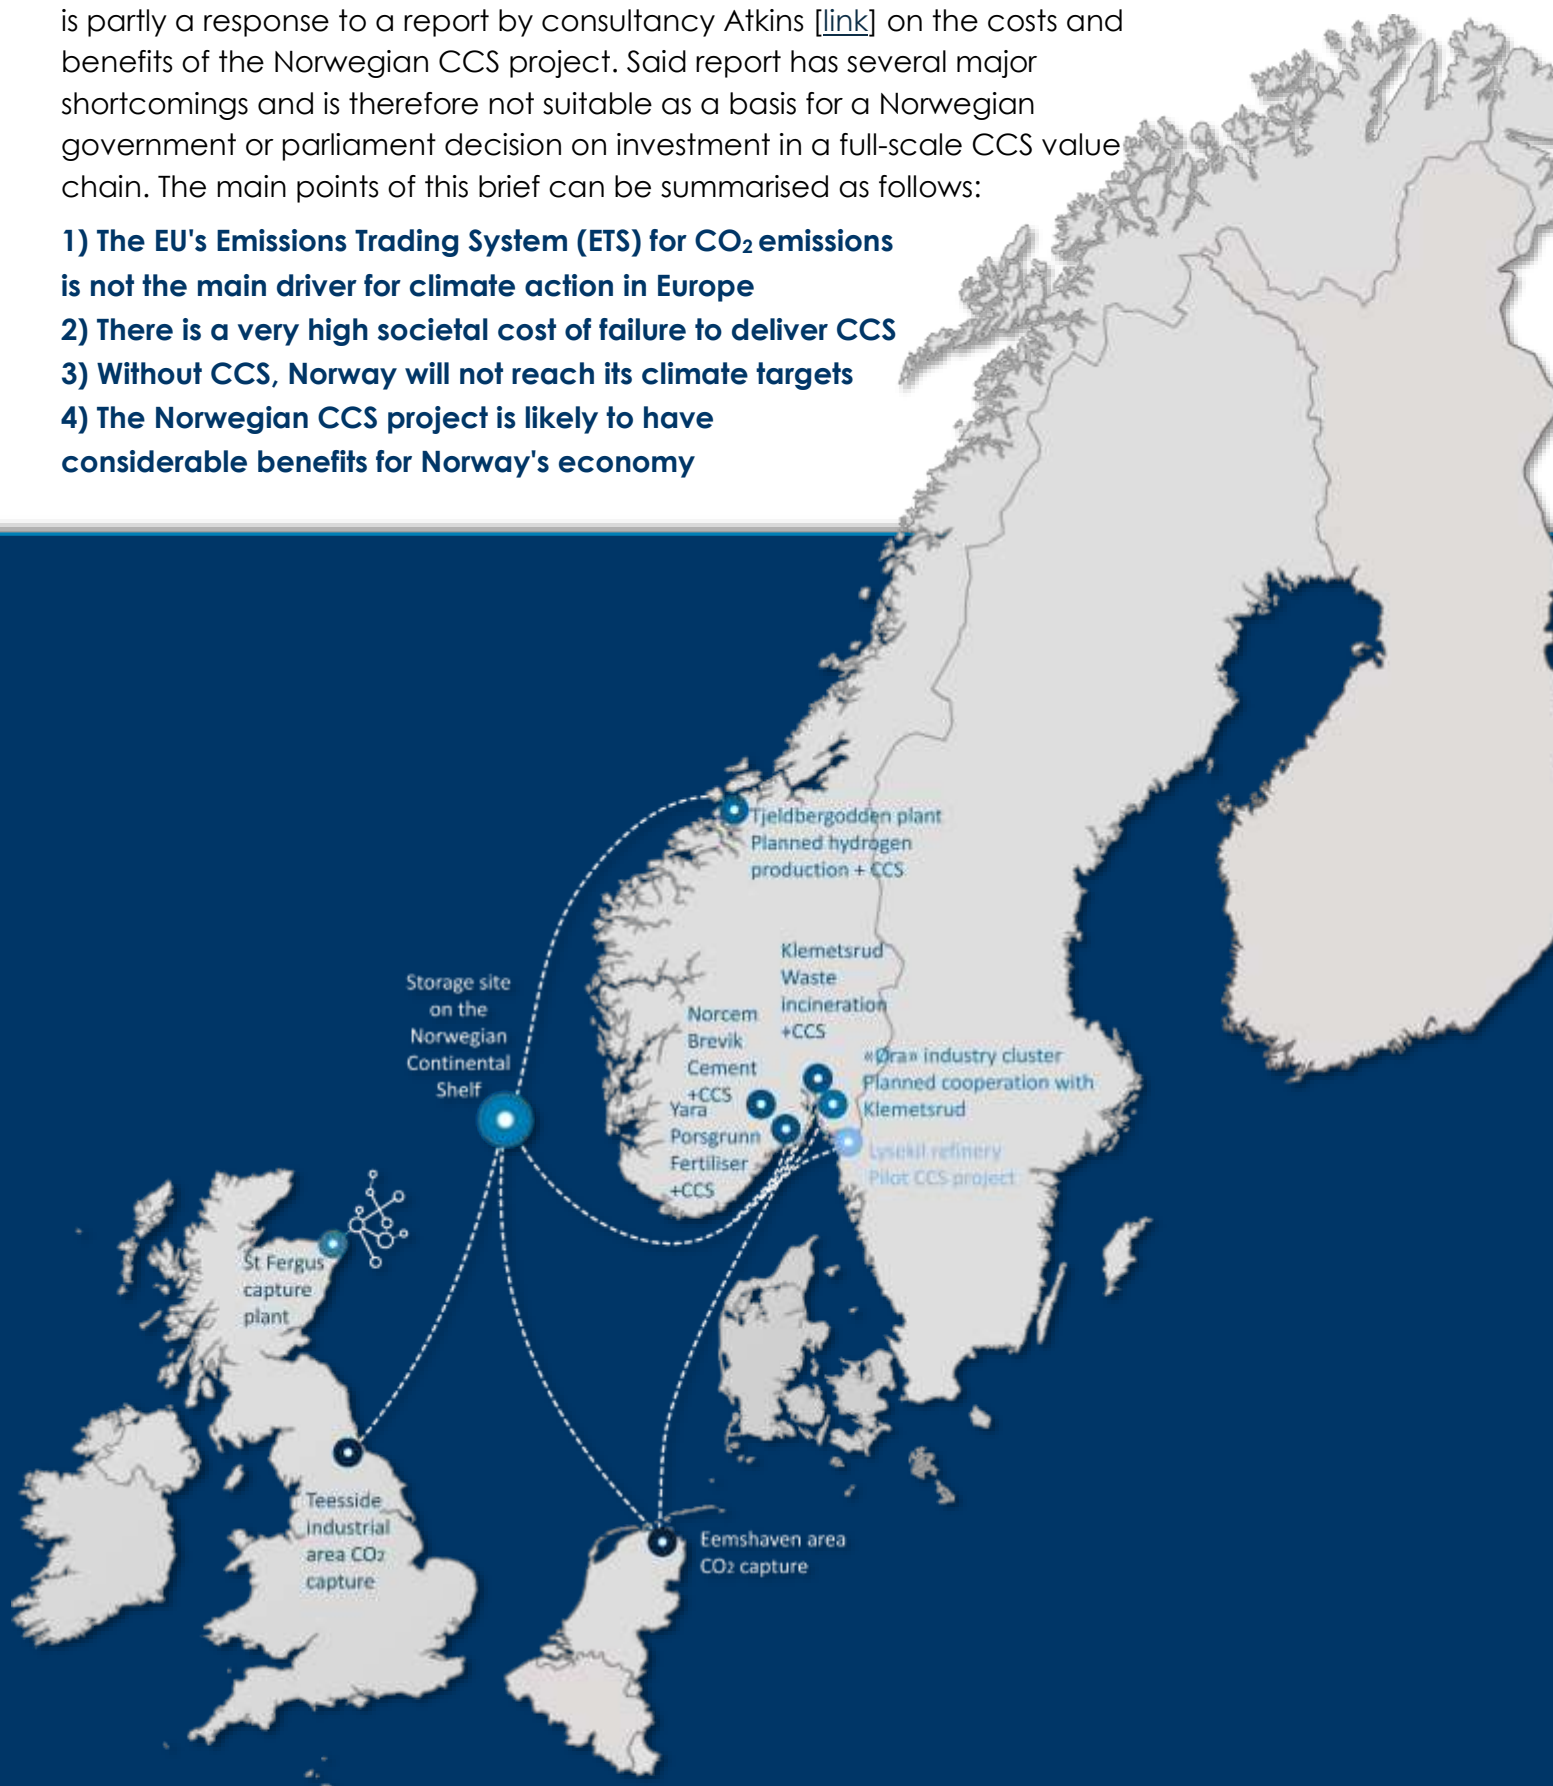 is partly a response to a report by consultancy Atkins [link] on the costs and
benefits of the Norwegian CCS project. Said report has several major
shortcomings and is therefore not suitable as a basis for a Norwegian
government or parliament decision on investment in a full-scale CCS value
chain. The main points of this brief can be summarised as follows:
1) The EU's Emissions Trading System (ETS) for CO₂ emissions
is not the main driver for climate action in Europe
2) There is a very high societal cost of failure to deliver CCS
3) Without CCS, Norway will not reach its climate targets
4) The Norwegian CCS project is likely to have
considerable benefits for Norway's economy
Tjeldbergodden plant
Planned hydrogen
production + CCS
Storage site
on the
Norwegian
Continental
Shelf
Klemetsrud
Waste
incineration
+CCS
Norcem
Brevik
Cement
+CCS
«Øra» industry cluster
Planned cooperation with
Klemetsrud
Yara
Porsgrunn
Fertiliser
+CCS
Lysekil refinery
Pilot CCS project
St Fergus
capture
plant
Teesside
industrial
area CO2
capture
Eemshaven area
CO2 capture